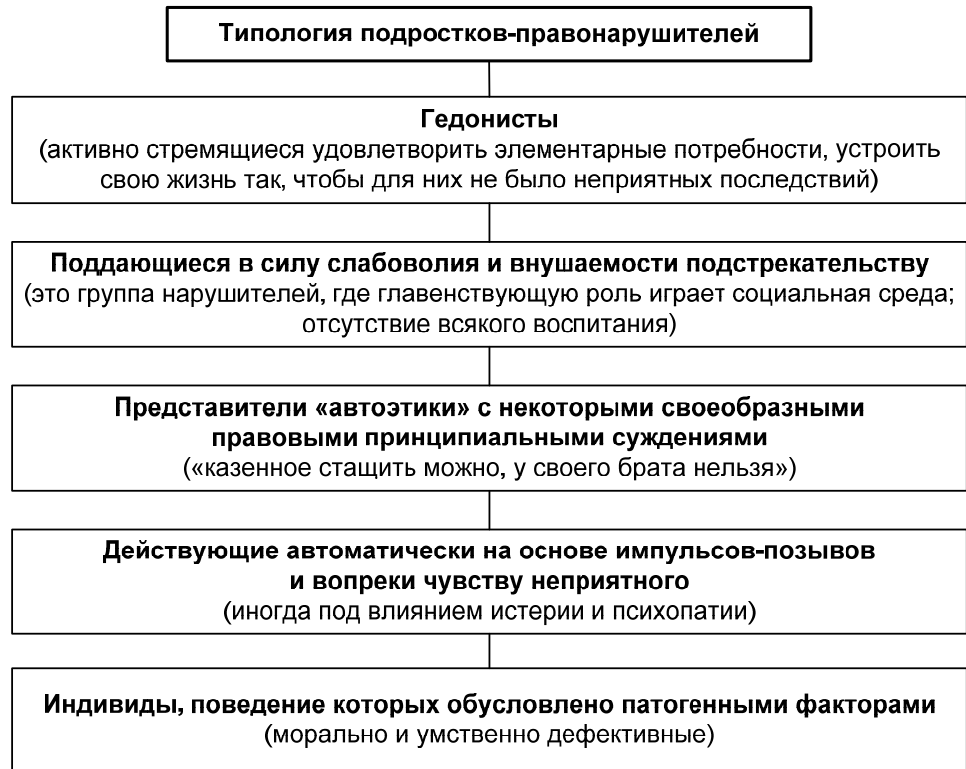 Типология подростков-правонарушителей
Гедонисты
(активно стремящиеся удовлетворить элементарные потребности, устроить
свою жизнь так, чтобы для них не было неприятных последствий)
Поддающиеся в силу слабоволия и внушаемости подстрекательству
(это группа нарушителей, где главенствующую роль играет социальная среда;
отсутствие всякого воспитания)
Представители «автоэтики» с некоторыми своеобразными
правовыми принципиальными суждениями
(«казенное стащить можно, у своего брата нельзя»)
Действующие автоматически на основе импульсов-позывов
и вопреки чувству неприятного
(иногда под влиянием истерии и психопатии)
Индивиды, поведение которых обусловлено патогенными факторами
(морально и умственно дефективные)